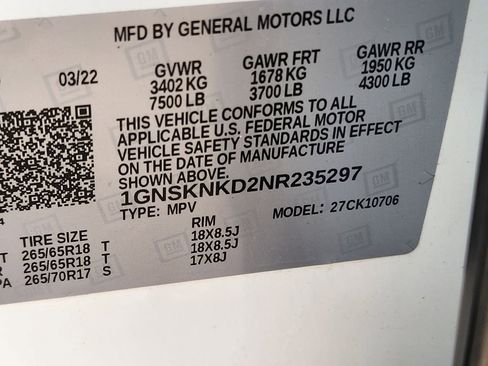 MFD BY GENERAL MOTORS LLC
03/22 GVWR GAWR FRT GAWR RR
3402 KG 1678 KG 1950 KG
7500 LB 3700 LB 4300 LB
THIS VEHICLE CONFORMS TO ALL
APPLICABLE U.S. FEDERAL MOTOR
VEHICLE SAFETY STANDARDS IN EFFECT
ON THE DATE OF MANUFACTURE
SHOWN ABOVE.
1GNSKNKD2NR235297
TYPE: MPV MODEL: 27CK10706
TIRE SIZE RIM
265/65R18 T 18X8.5J
265/65R18 T 18X8.5J
265/70R17 S 17X8J